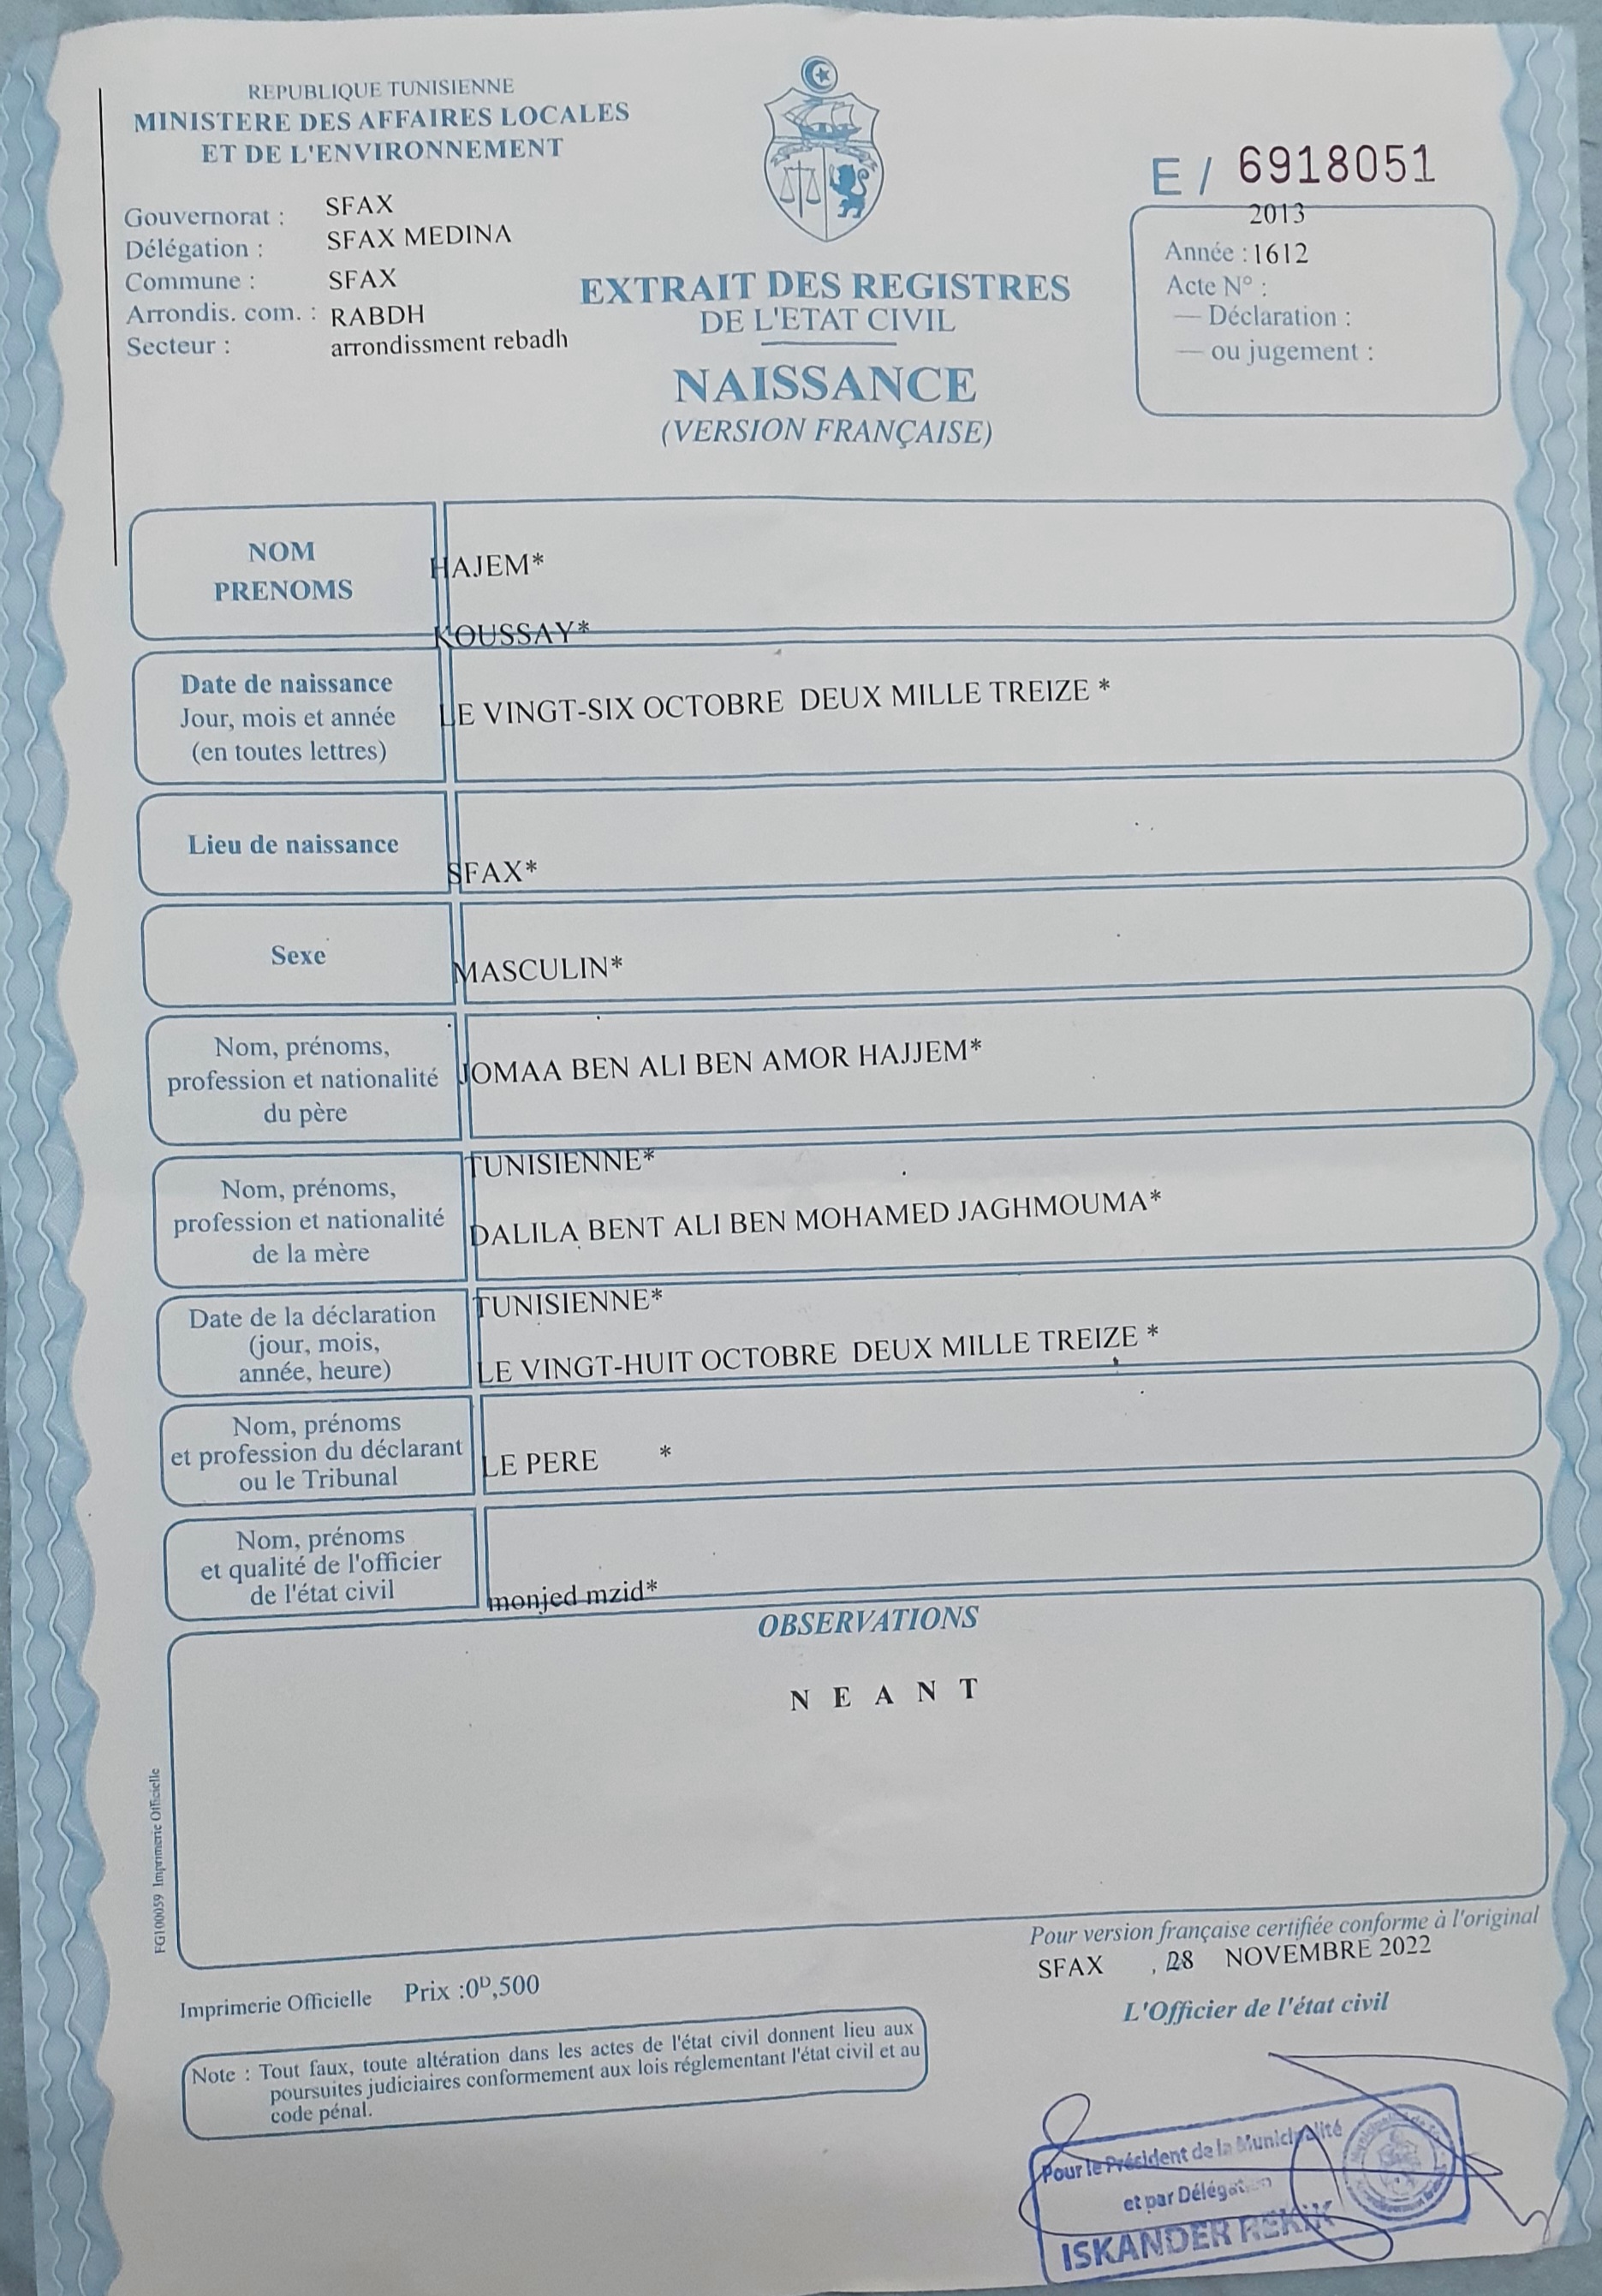 REPUBLIQUE TUNISIENNE
MINISTERE DES AFFAIRES LOCALES
ET DE L'ENVIRONNEMENT
Gouvernorat : SFAX
Délégation : SFAX MEDINA
Commune : SFAX
Arrondis. com. : RABDH
Secteur : arrondissment rebadh
E / 6918051
2013
Année : 1612
Acte N° :
— Déclaration :
— ou jugement :
EXTRAIT DES REGISTRES
DE L'ETAT CIVIL
NAISSANCE
(VERSION FRANÇAISE)
NOM
PRENOMS
HAJEM*
KOUSSAY*
Date de naissance
Jour, mois et année
(en toutes lettres)
LE VINGT-SIX OCTOBRE DEUX MILLE TREIZE *
Lieu de naissance
SFAX*
Sexe
MASCULIN*
Nom, prénoms,
profession et nationalité
du père
JOMAA BEN ALI BEN AMOR HAJJEM*
TUNISIENNE*
Nom, prénoms,
profession et nationalité
de la mère
DALILA BENT ALI BEN MOHAMED JAGHMOUMA*
TUNISIENNE*
Date de la déclaration
(jour, mois,
année, heure)
LE VINGT-HUIT OCTOBRE DEUX MILLE TREIZE *
Nom, prénoms
et profession du déclarant
ou le Tribunal
LE PERE *
Nom, prénoms
et qualité de l'officier
de l'état civil
monjed mzid*
OBSERVATIONS
N E A N T
FG100059 Imprimerie Officielle
Pour version française certifiée conforme à l'original
SFAX , 28 NOVEMBRE 2022
L'Officier de l'état civil
Imprimerie Officielle Prix :0ᴰ,500
Note : Tout faux, toute altération dans les actes de l'état civil donnent lieu aux
poursuites judiciaires conformement aux lois réglementant l'état civil et au
code pénal.
Pour le Président de la Municipalité
et par Délégation
ISKANDER REKIK